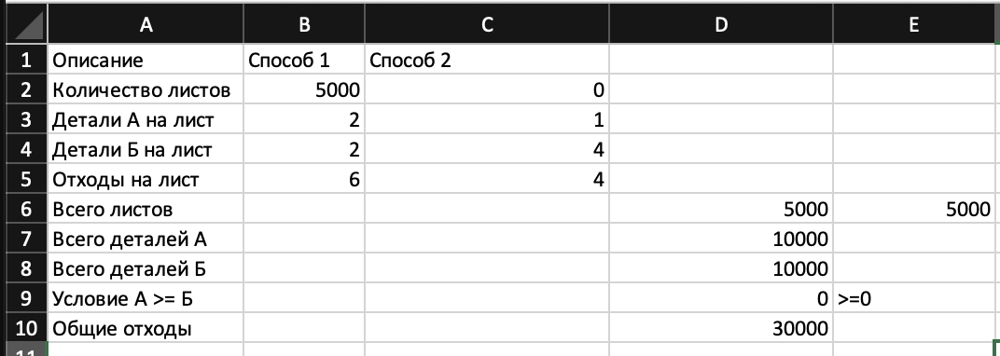 A B C D E
1 Описание Способ 1 Способ 2
2 Количество листов 5000 0
3 Детали А на лист 2 1
4 Детали Б на лист 2 4
5 Отходы на лист 6 4
6 Всего листов 5000 5000
7 Всего деталей А 10000
8 Всего деталей Б 10000
9 Условие А >= Б 0 >=0
10 Общие отходы 30000
11